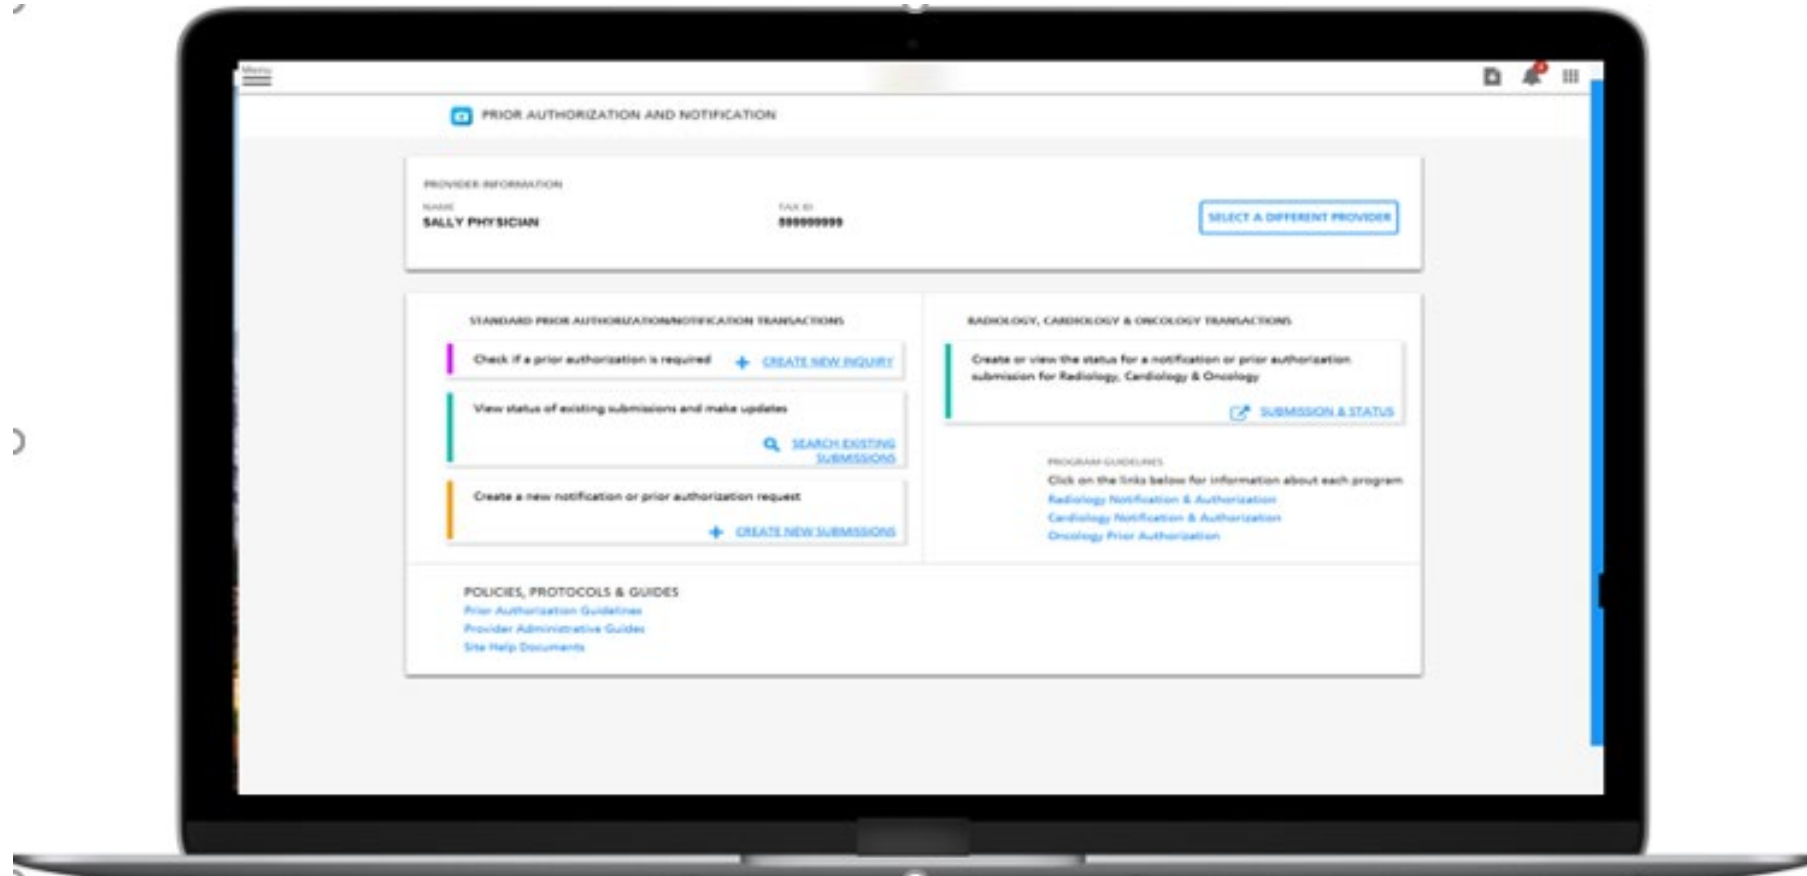 Menu
PRIOR AUTHORIZATION AND NOTIFICATION
PROVIDER INFORMATION
NAME
SALLY PHYSICIAN
TAX ID
SELECT A DIFFERENT PROVIDER
STANDARD PRIOR AUTHORIZATION/NOTIFICATION TRANSACTIONS
Check if a prior authorization is required
CREATE NEW INQUIRY
View status of existing submissions and make updates
SEARCH EXISTING
SUBMISSIONS
Create a new notification or prior authorization request
CREATE NEW SUBMISSIONS
RADIOLOGY, CARDIOLOGY & ONCOLOGY TRANSACTIONS
Create or view the status for a notification or prior authorization
submission for Radiology, Cardiology & Oncology
SUBMISSION & STATUS
PROGRAM GUIDELINES
Click on the links below for information about each program
Radiology Notification & Authorization
Cardiology Notification & Authorization
Oncology Prior Authorization
POLICIES, PROTOCOLS & GUIDES
Prior Authorization Guidelines
Provider Administrative Guides
Site Help Documents